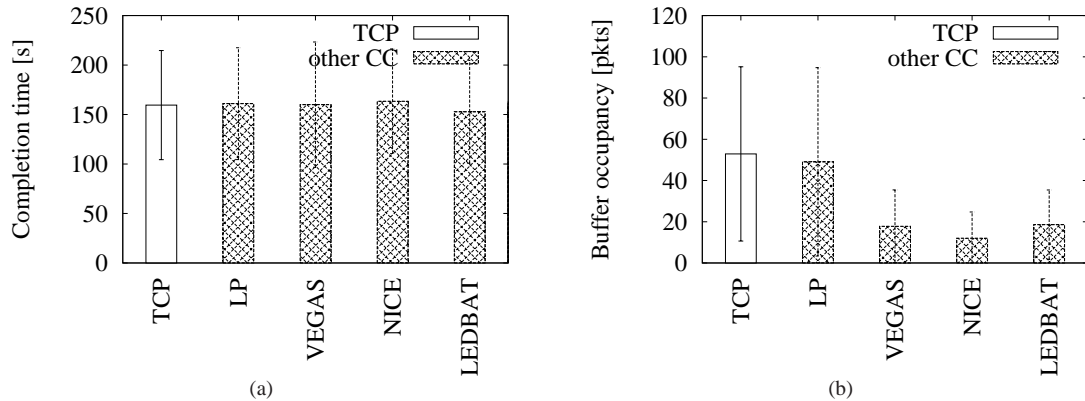 Completion time [s]
250
200
150
100
50
0
TCP
other CC
TCP
LP
VEGAS
NICE
LEDBAT
(a)
Buffer occupancy [pkts]
120
100
80
60
40
20
0
TCP
other CC
TCP
LP
VEGAS
NICE
LEDBAT
(b)